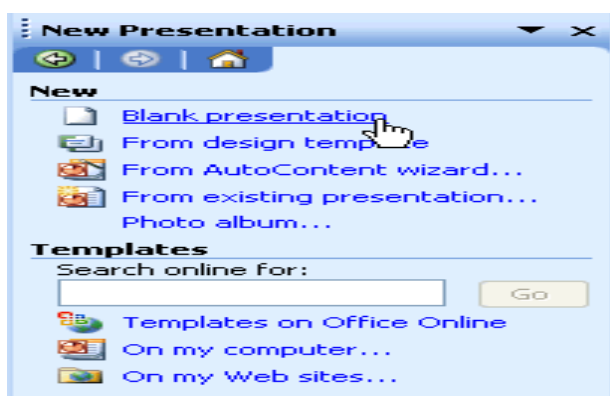 New Presentation
New
Blank presentation
From design template
From AutoContent wizard...
From existing presentation...
Photo album...
Templates
Search online for:
Go
Templates on Office Online
On my computer...
On my Web sites...